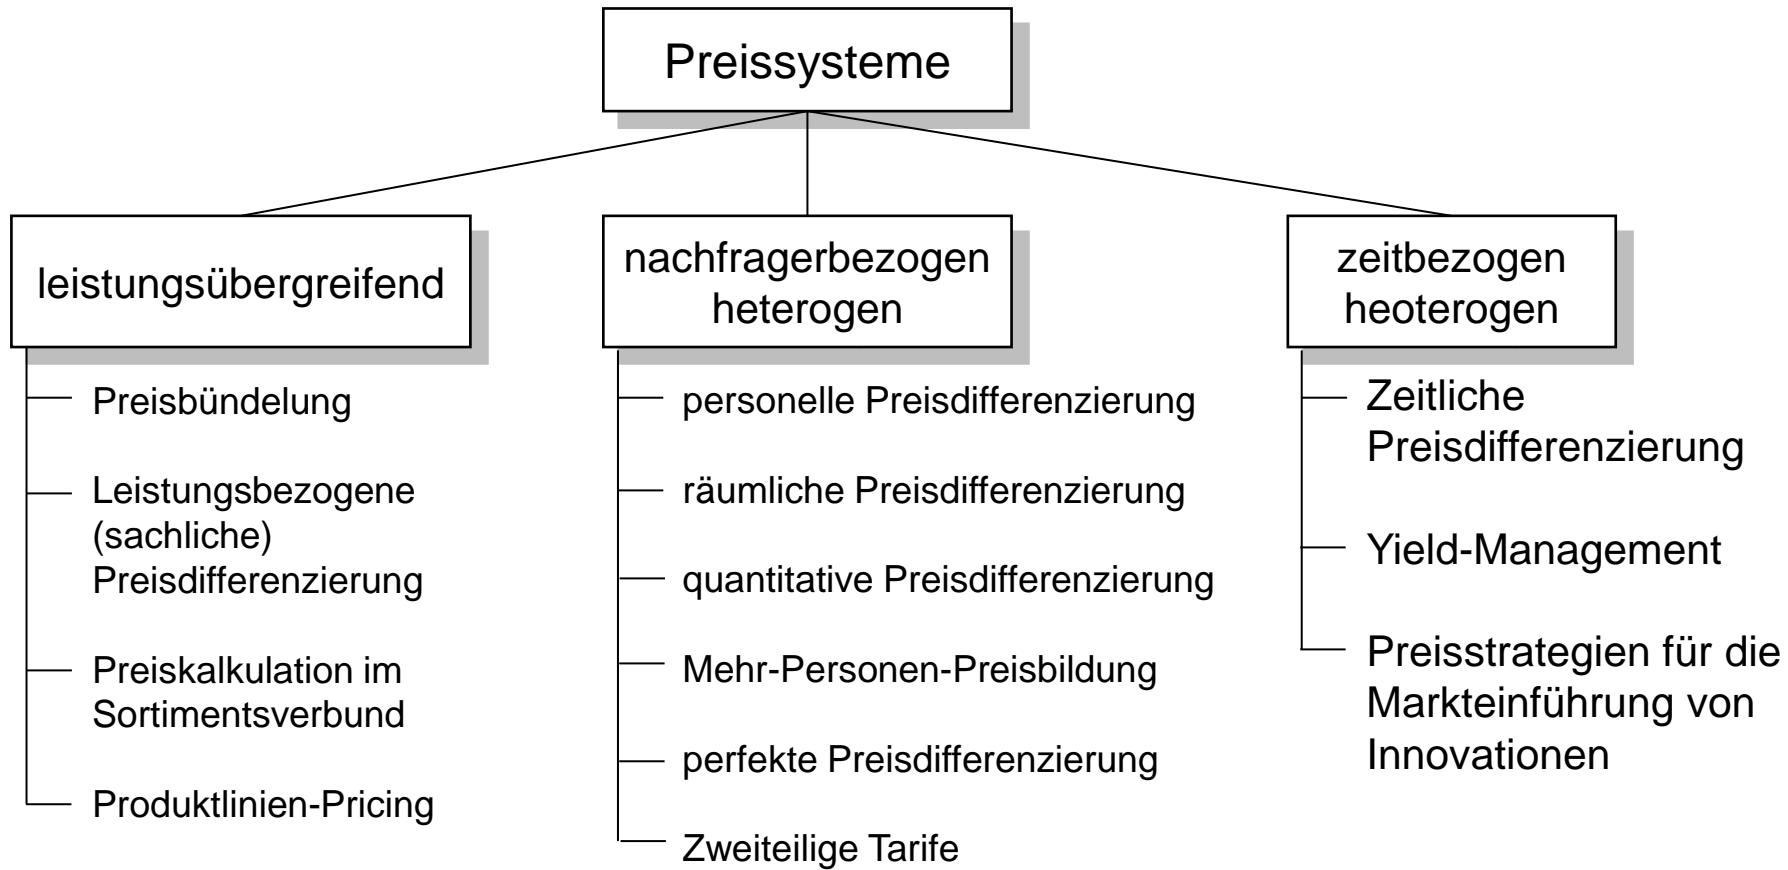 Preissysteme
leistungsübergreifend
Preisbündelung
Leistungsbezogene
(sachliche)
Preisdifferenzierung
Preiskalkulation im
Sortimentsverbund
Produktlinien-Pricing
nachfragerbezogen
heterogen
personelle Preisdifferenzierung
räumliche Preisdifferenzierung
quantitative Preisdifferenzierung
Mehr-Personen-Preisbildung
perfekte Preisdifferenzierung
Zweiteilige Tarife
zeitbezogen
heoterogen
Zeitliche
Preisdifferenzierung
Yield-Management
Preisstrategien für die
Markteinführung von
Innovationen